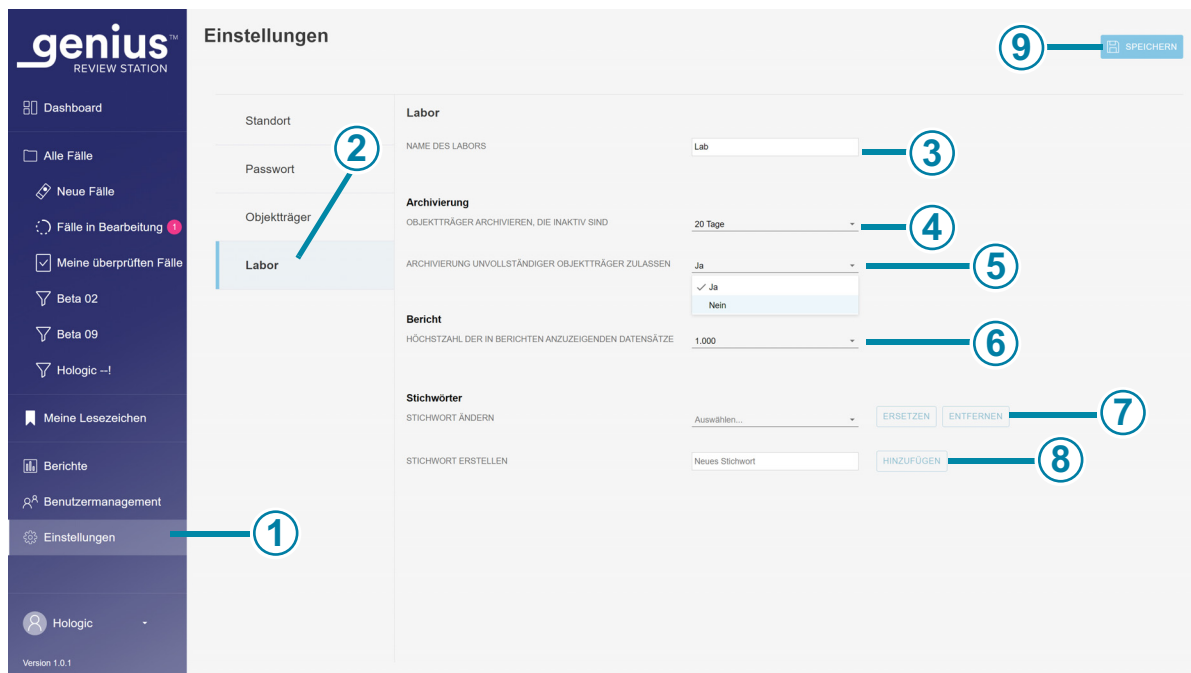 genius™
REVIEW STATION
Dashboard
Alle Fälle
Neue Fälle
Fälle in Bearbeitung 1
Meine überprüften Fälle
Beta 02
Beta 09
Hologic --!
Meine Lesezeichen
Berichte
Benutzermanagement
Einstellungen
1
Hologic
Version 1.0.1
Einstellungen
9
SPEICHERN
Standort
Passwort
Objektträger
Labor
2
Labor
NAME DES LABORS
Lab
3
Archivierung
OBJEKTTRÄGER ARCHIVIEREN, DIE INAKTIV SIND
20 Tage
4
ARCHIVIERUNG UNVOLLSTÄNDIGER OBJEKTTRÄGER ZULASSEN
Ja
5
Ja
Nein
Bericht
HÖCHSTZAHL DER IN BERICHTEN ANZUZEIGENDEN DATENSÄTZE
1.000
6
Stichwörter
STICHWORT ÄNDERN
Auswählen...
ERSETZEN
ENTFERNEN
7
STICHWORT ERSTELLEN
Neues Stichwort
HINZUFÜGEN
8